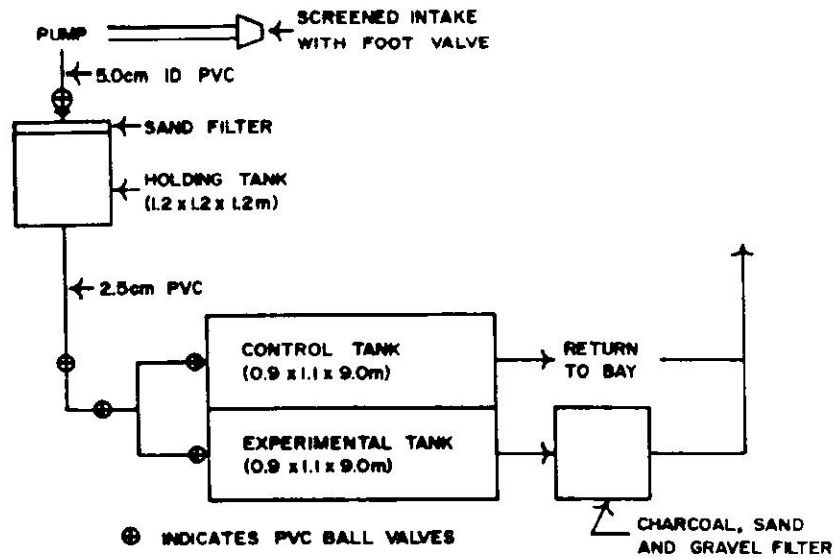 SCREENED INTAKE
WITH FOOT VALVE
PUMP
5.0cm ID PVC
SAND FILTER
HOLDING TANK
(1.2 x 1.2 x 1.2m)
2.5cm PVC
CONTROL TANK
(0.9 x 1.1 x 9.0m)
RETURN
TO BAY
EXPERIMENTAL TANK
(0.9 x 1.1 x 9.0m)
INDICATES PVC BALL VALVES
CHARCOAL, SAND
AND GRAVEL FILTER